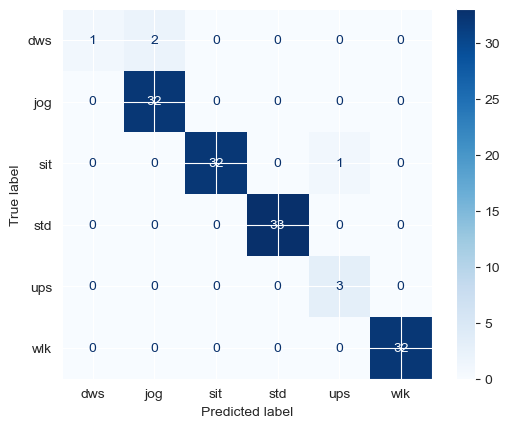 dws 1 2 0 0 0 0
jog 0 32 0 0 0 0
sit 0 0 32 0 1 0
std 0 0 0 33 0 0
ups 0 0 0 0 3 0
wlk 0 0 0 0 0 32
dws jog sit std ups wlk
Predicted label
True label
30
25
20
15
10
5
0